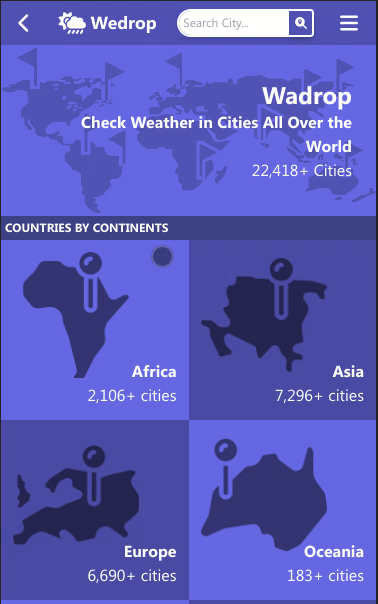 Wedrop
Search City...
Wadrop
Check Weather in Cities All Over the
World
22,418+ Cities
COUNTRIES BY CONTINENTS
Africa
2,106+ cities
Asia
7,296+ cities
Europe
6,690+ cities
Oceania
183+ cities